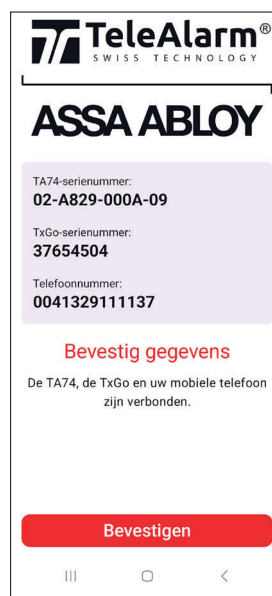 TeleAlarm®
SWISS TECHNOLOGY
ASSA ABLOY
TA74-serienummer:
02-A829-000A-09
TxGo-serienummer:
37654504
Telefoonnummer:
0041329111137
Bevestig gegevens
De TA74, de TxGo en uw mobiele telefoon
zijn verbonden.
Bevestigen